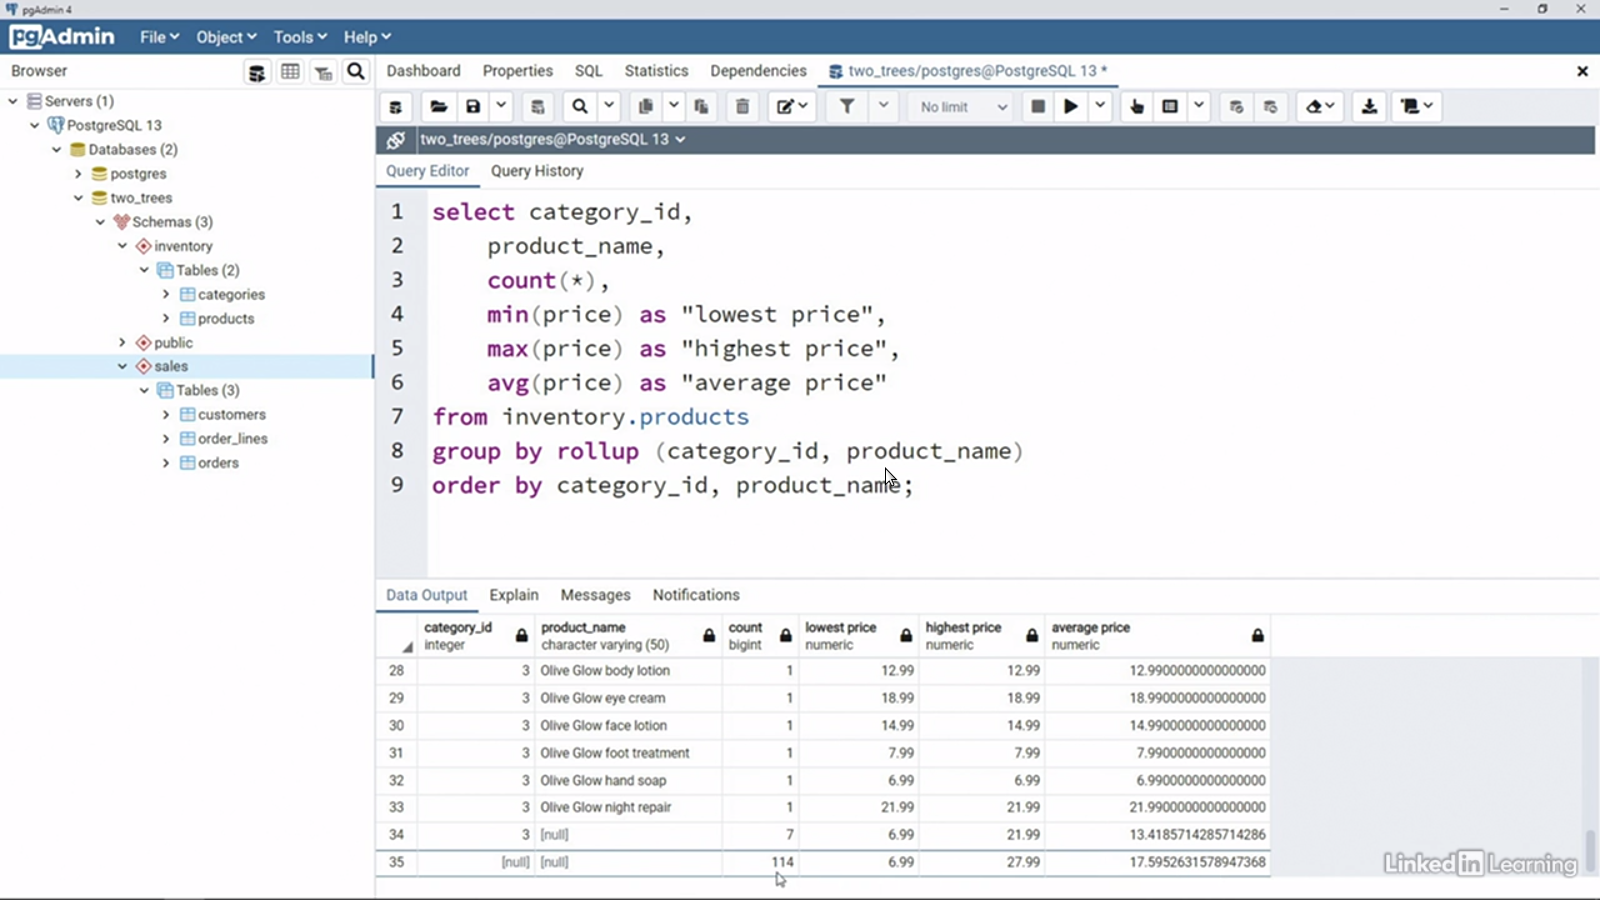 pgAdmin 4
pgAdmin File Object Tools Help
Browser
Dashboard Properties SQL Statistics Dependencies two_trees/postgres@PostgreSQL 13 *
Servers (1)
PostgreSQL 13
Databases (2)
postgres
two_trees
Schemas (3)
inventory
Tables (2)
categories
products
public
sales
Tables (3)
customers
order_lines
orders
No limit
two_trees/postgres@PostgreSQL 13
Query Editor Query History
1 select category_id,
2 product_name,
3 count(*),
4 min(price) as "lowest price",
5 max(price) as "highest price",
6 avg(price) as "average price"
7 from inventory.products
8 group by rollup (category_id, product_name)
9 order by category_id, product_name;
Data Output Explain Messages Notifications
category_id product_name count lowest price highest price average price
integer character varying (50) bigint numeric numeric numeric
28 3 Olive Glow body lotion 1 12.99 12.99 12.9900000000000000
29 3 Olive Glow eye cream 1 18.99 18.99 18.9900000000000000
30 3 Olive Glow face lotion 1 14.99 14.99 14.9900000000000000
31 3 Olive Glow foot treatment 1 7.99 7.99 7.9900000000000000
32 3 Olive Glow hand soap 1 6.99 6.99 6.9900000000000000
33 3 Olive Glow night repair 1 21.99 21.99 21.9900000000000000
34 3 [null] 7 6.99 21.99 13.4185714285714286
35 [null] [null] 114 6.99 27.99 17.5952631578947368
Linked in Learning